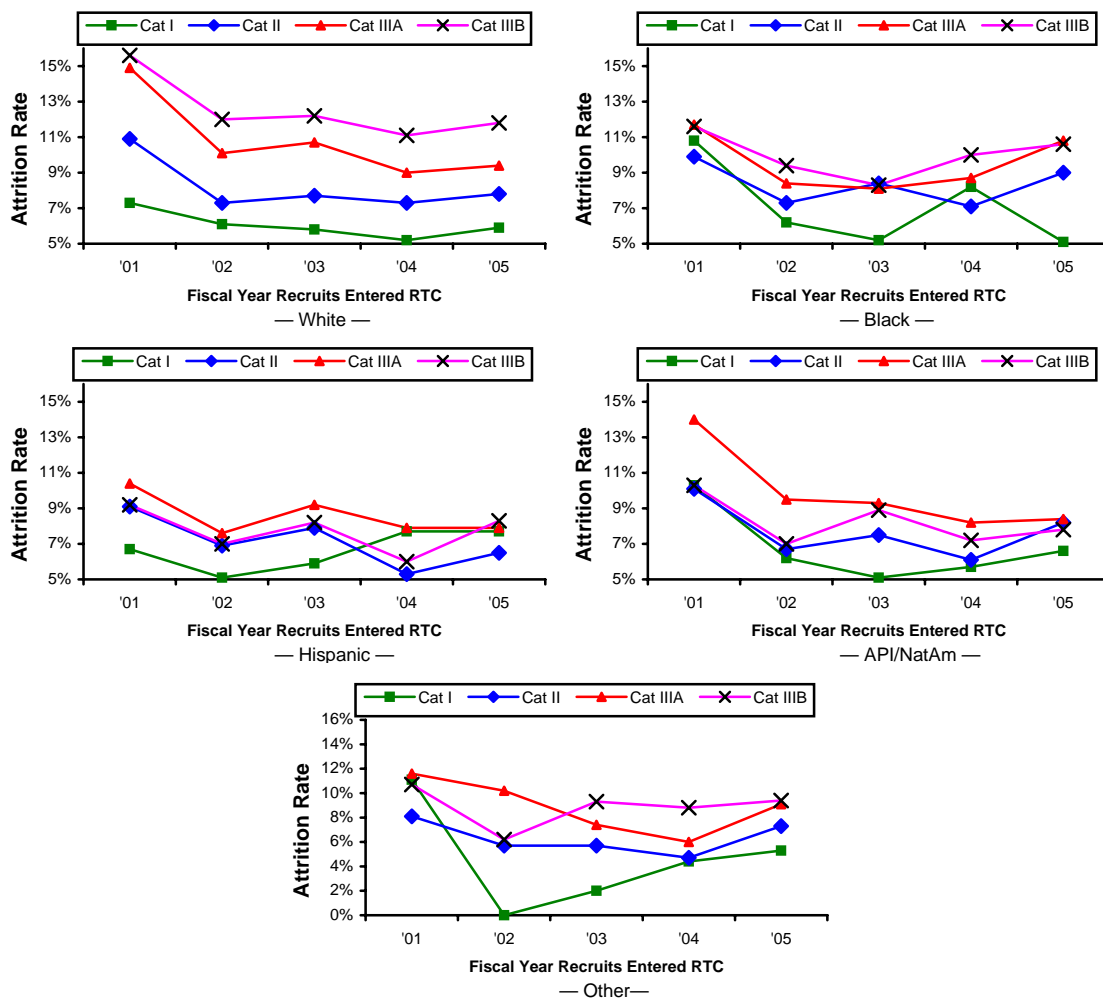 Cat I Cat II Cat IIIA Cat IIIB
15%
13%
11%
9%
7%
5%
Attrition Rate
'01 '02 '03 '04 '05
Fiscal Year Recruits Entered RTC
— White —
Cat I Cat II Cat IIIA Cat IIIB
15%
13%
11%
9%
7%
5%
Attrition Rate
'01 '02 '03 '04 '05
Fiscal Year Recruits Entered RTC
— Black —
Cat I Cat II Cat IIIA Cat IIIB
15%
13%
11%
9%
7%
5%
Attrition Rate
'01 '02 '03 '04 '05
Fiscal Year Recruits Entered RTC
— Hispanic —
Cat I Cat II Cat IIIA Cat IIIB
15%
13%
11%
9%
7%
5%
Attrition Rate
'01 '02 '03 '04 '05
Fiscal Year Recruits Entered RTC
— API/NatAm —
Cat I Cat II Cat IIIA Cat IIIB
16%
14%
12%
10%
8%
6%
4%
2%
0%
Attrition Rate
'01 '02 '03 '04 '05
Fiscal Year Recruits Entered RTC
— Other—